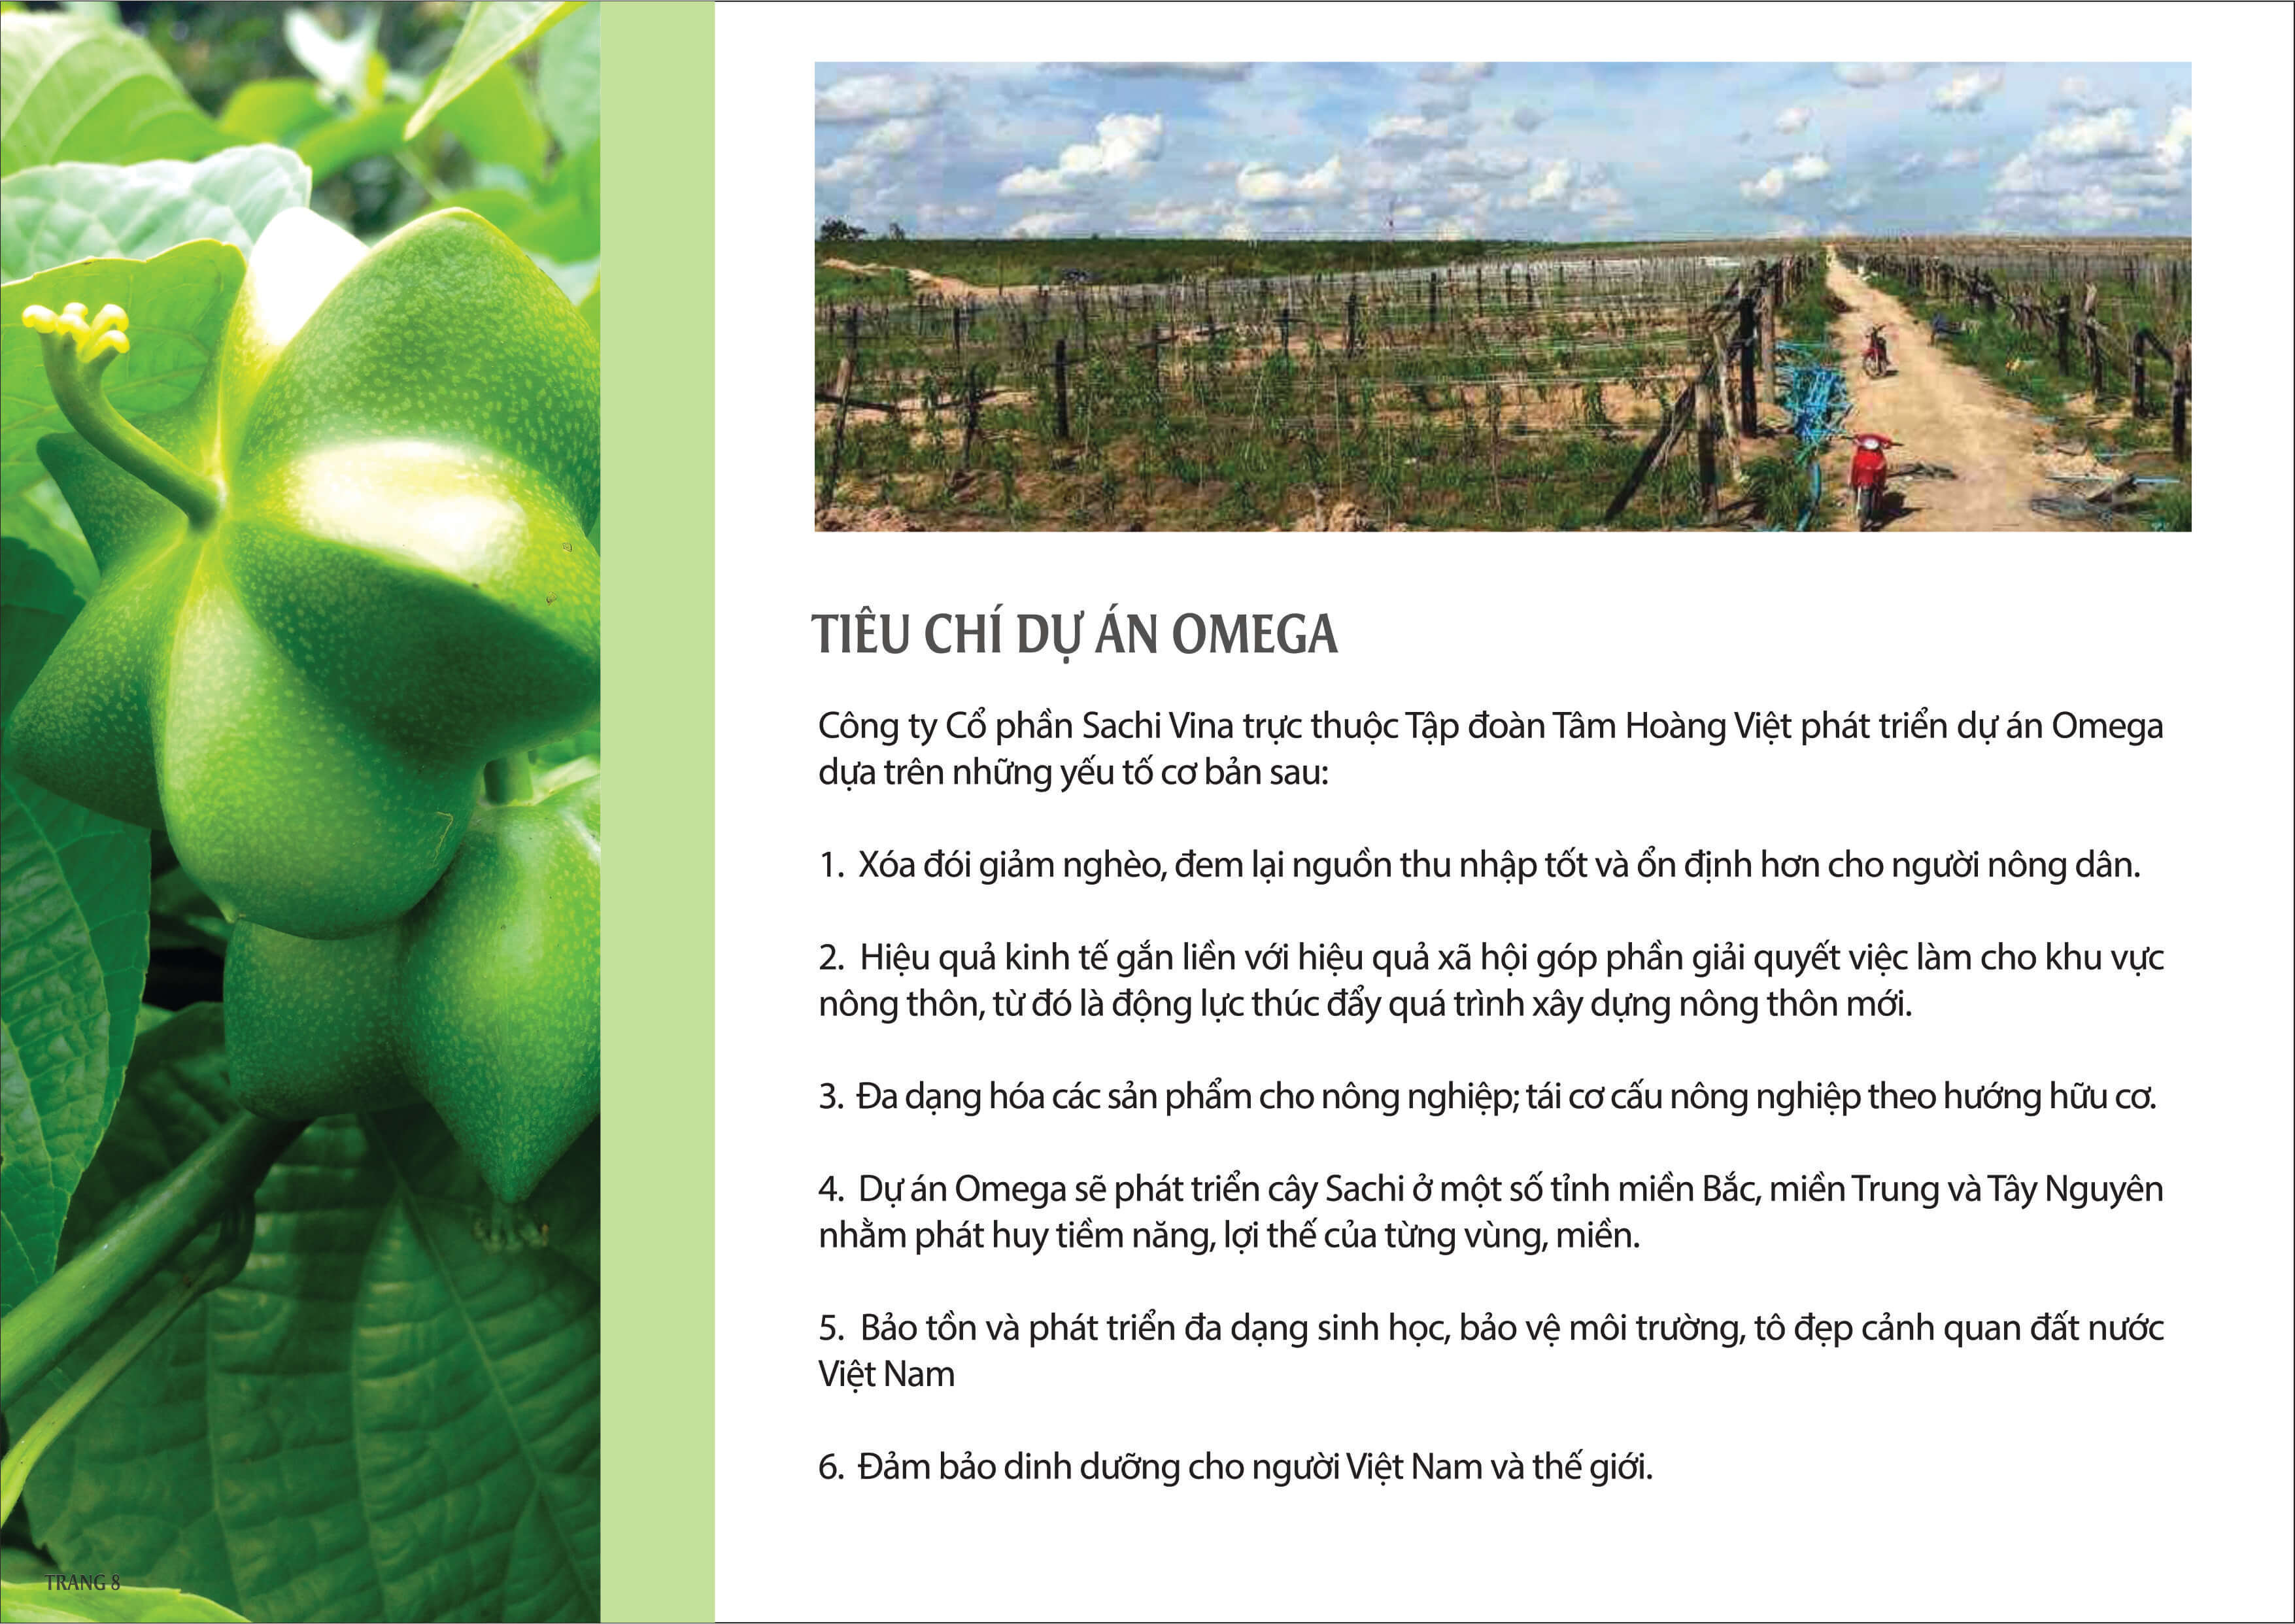 TIÊU CHÍ DỰ ÁN OMEGA
Công ty Cổ phần Sachi Vina trực thuộc Tập đoàn Tâm Hoàng Việt phát triển dự án Omega
dựa trên những yếu tố cơ bản sau:
1. Xóa đói giảm nghèo, đem lại nguồn thu nhập tốt và ổn định hơn cho người nông dân.
2. Hiệu quả kinh tế gắn liền với hiệu quả xã hội góp phần giải quyết việc làm cho khu vực
nông thôn, từ đó là động lực thúc đẩy quá trình xây dựng nông thôn mới.
3. Đa dạng hóa các sản phẩm cho nông nghiệp; tái cơ cấu nông nghiệp theo hướng hữu cơ.
4. Dự án Omega sẽ phát triển cây Sachi ở một số tỉnh miền Bắc, miền Trung và Tây Nguyên
nhằm phát huy tiềm năng, lợi thế của từng vùng, miền.
5. Bảo tồn và phát triển đa dạng sinh học, bảo vệ môi trường, tô đẹp cảnh quan đất nước
Việt Nam
6. Đảm bảo dinh dưỡng cho người Việt Nam và thế giới.
TRANG 8